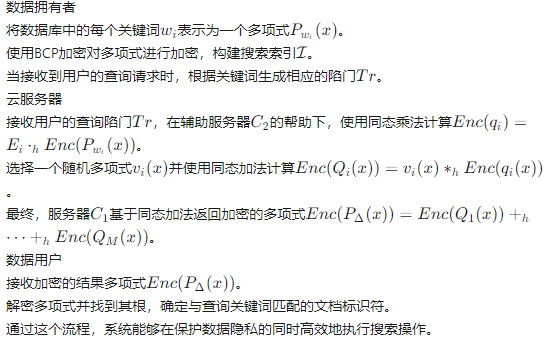 数据拥有者
将数据库中的每个关键词$w_i$表示为一个多项式$P_{w_i}(x)$。
使用BCP加密对多项式进行加密，构建搜索索引$\mathcal{I}$。
当接收到用户的查询请求时，根据关键词生成相应的陷门$Tr$。
云服务器
接收用户的查询陷门$Tr$，在辅助服务器$C_2$的帮助下，使用同态乘法计算$Enc(q_i) =$
$E_i \cdot_h Enc(P_{w_i}(x))$。
选择一个随机多项式$v_i(x)$并使用同态加法计算$Enc(Q_i(x)) = v_i(x) *_h Enc(q_i(x))$
。
最终，服务器$C_1$基于同态加法返回加密的多项式$Enc(P_\Delta(x)) = Enc(Q_1(x)) +_h$
$\cdots +_h Enc(Q_M(x))$。
数据用户
接收加密的结果多项式$Enc(P_\Delta(x))$。
解密多项式并找到其根，确定与查询关键词匹配的文档标识符。
通过这个流程，系统能够在保护数据隐私的同时高效地执行搜索操作。